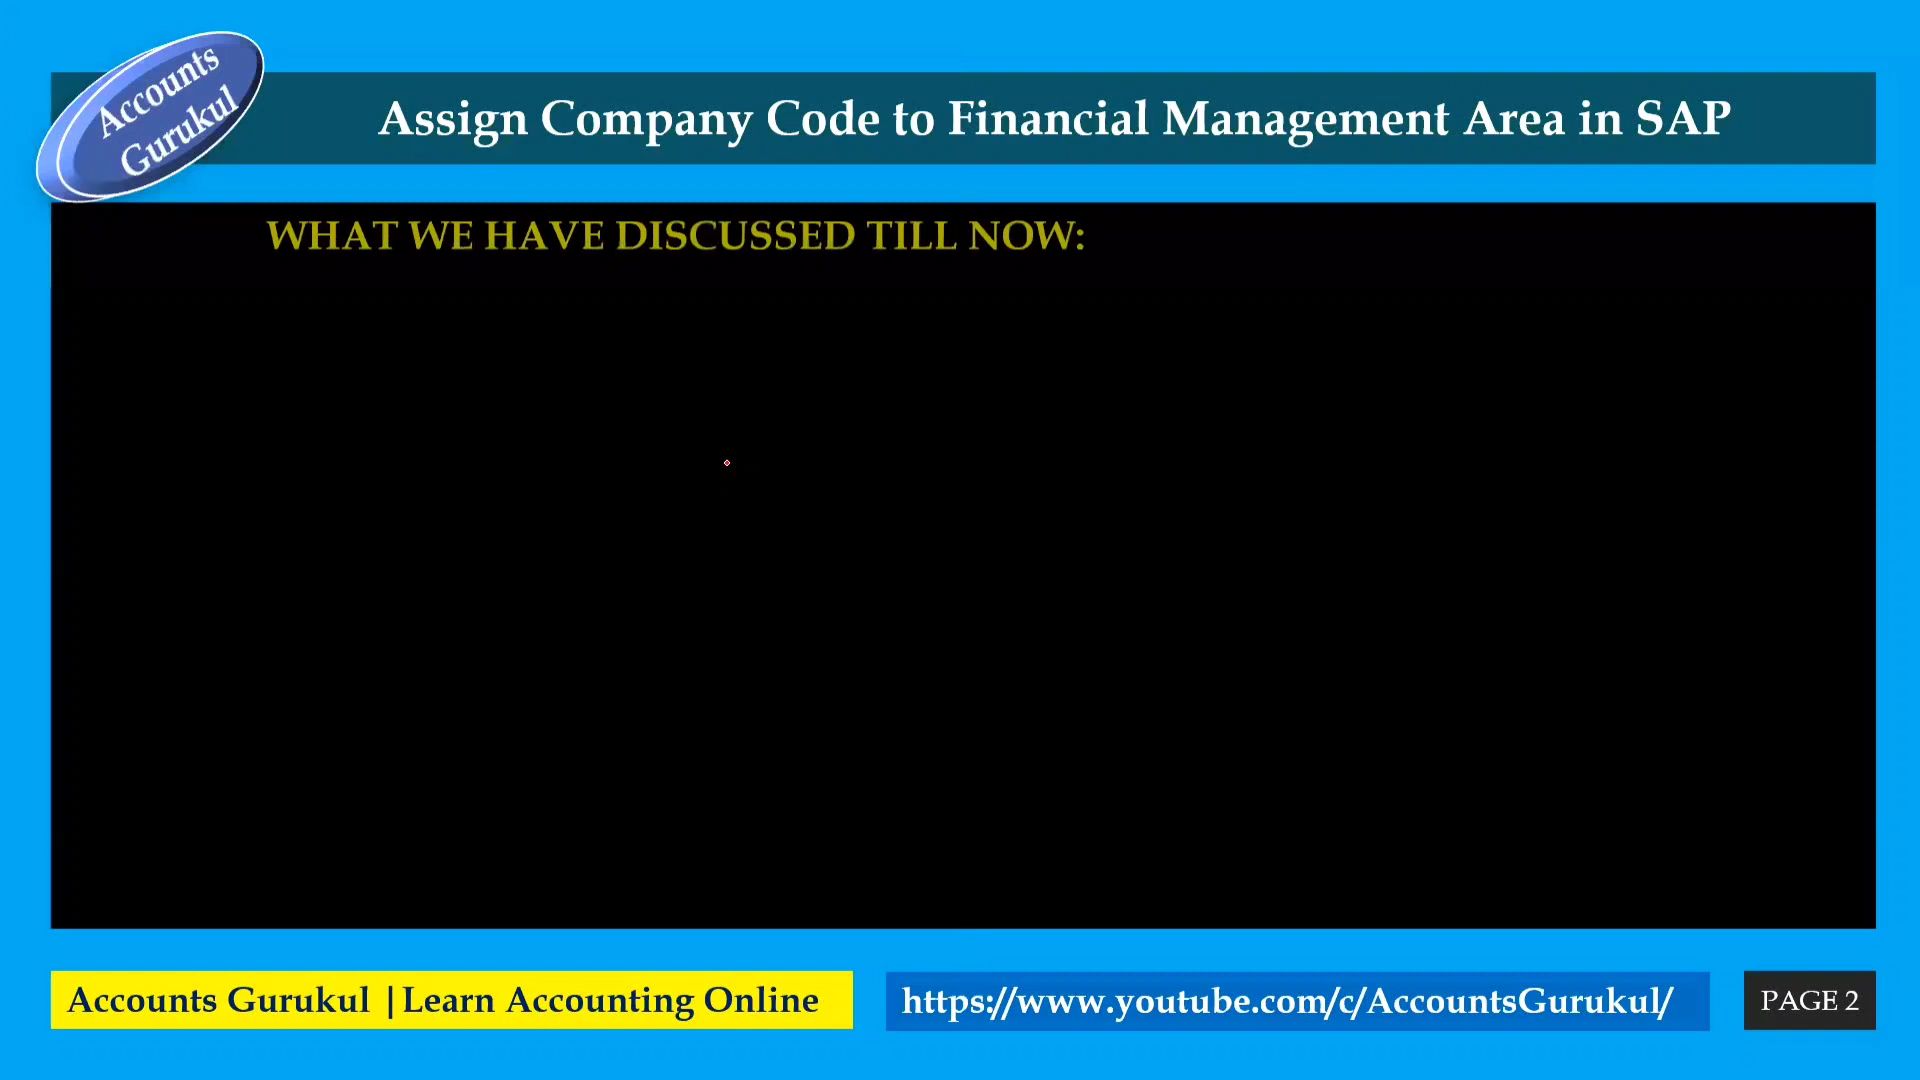 Accounts
Gurukul
Assign Company Code to Financial Management Area in SAP
WHAT WE HAVE DISCUSSED TILL NOW:
Accounts Gurukul |Learn Accounting Online
https://www.youtube.com/c/AccountsGurukul/
PAGE 2